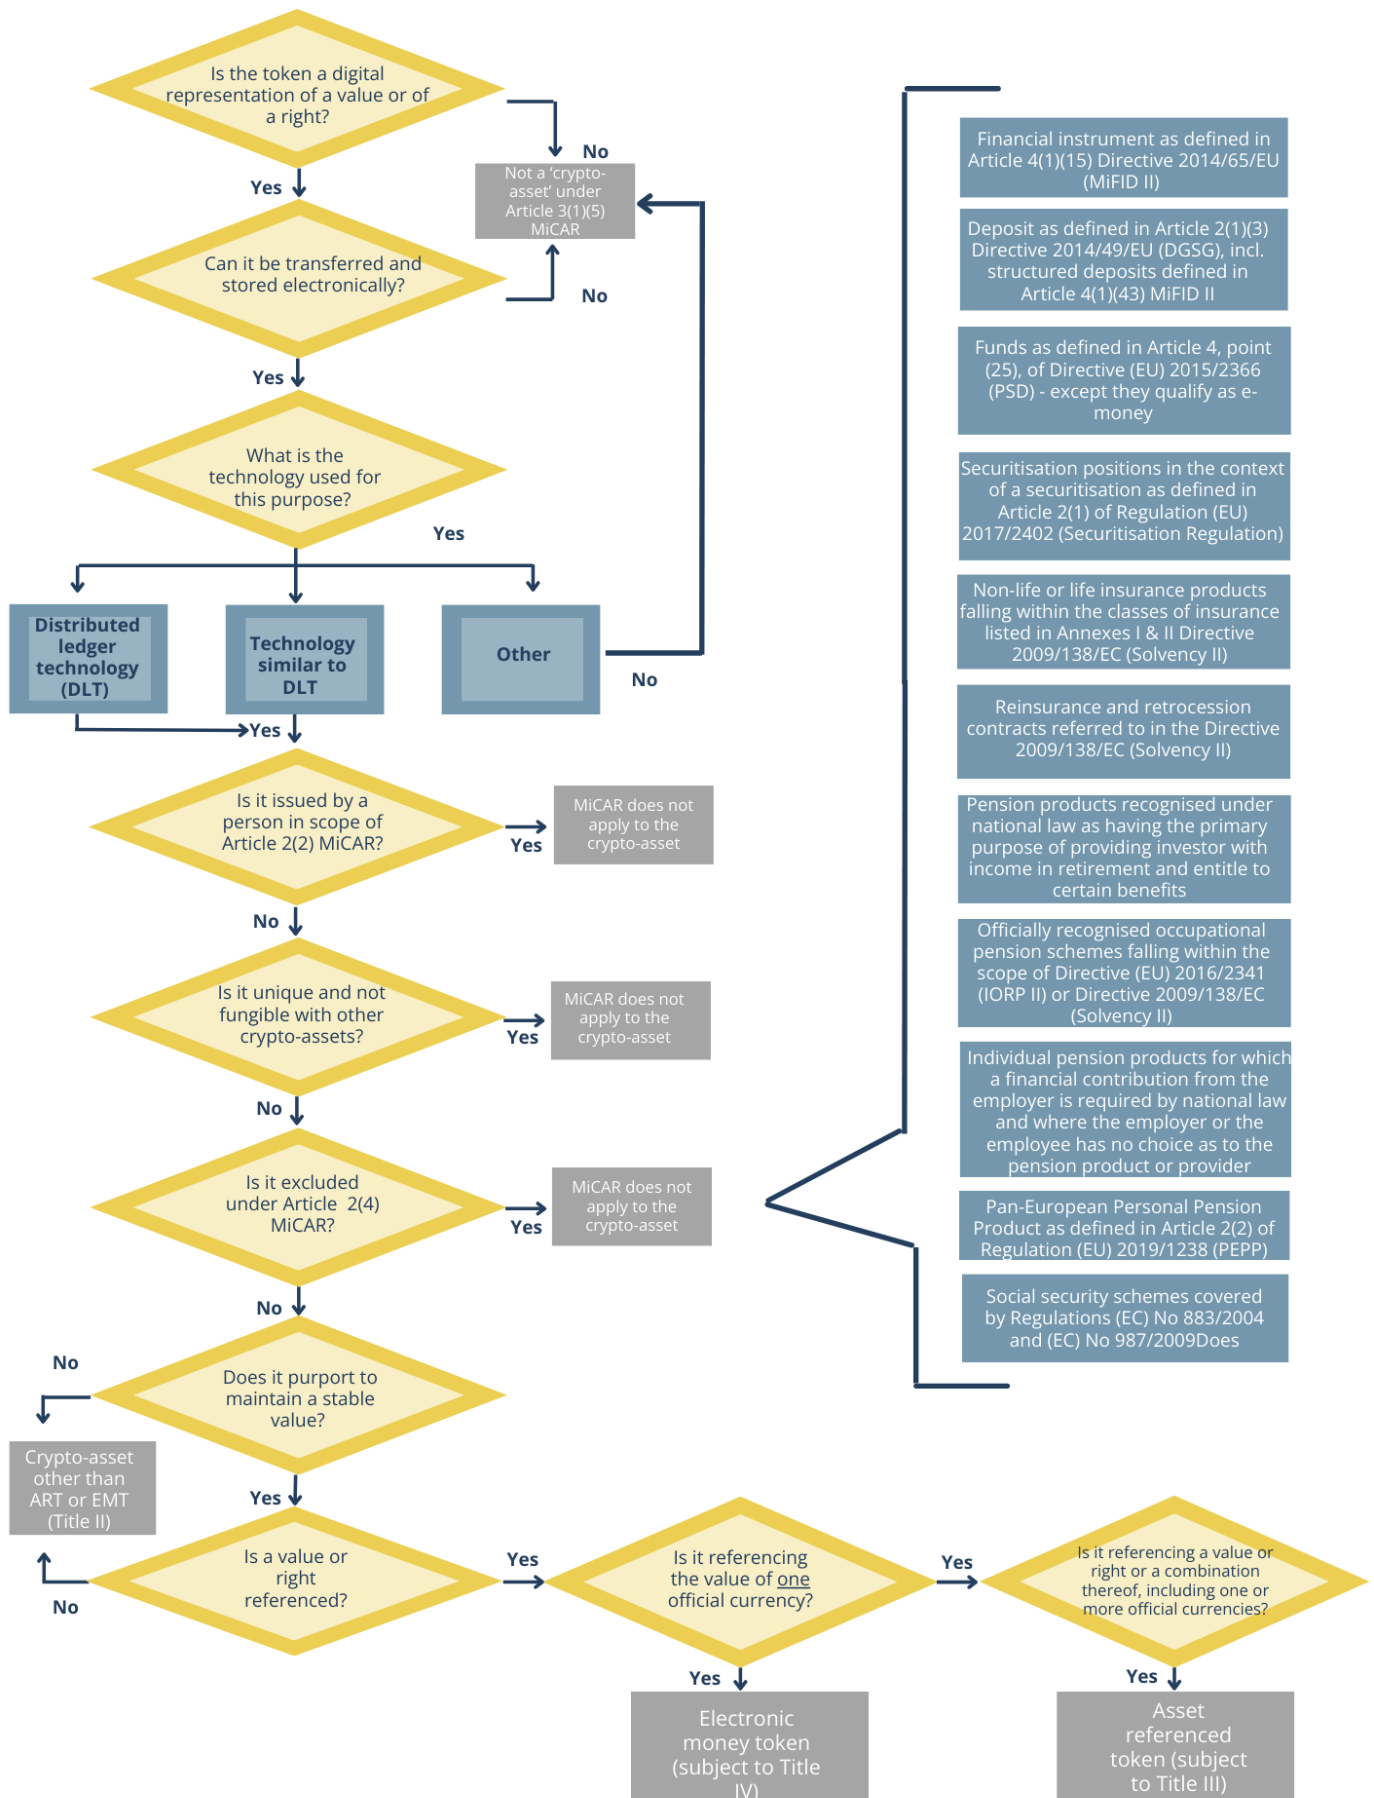 Is the token a digital
representation of a value or of
a right?
No
Not a ‘crypto-
asset’ under
Article 3(1)(5)
MiCAR
Yes
Can it be transferred and
stored electronically?
No
Yes
What is the
technology used for
this purpose?
Yes
Distributed
ledger
technology
(DLT)
Technology
similar to
DLT
Other
No
Yes
Is it issued by a
person in scope of
Article 2(2) MiCAR?
Yes
MiCAR does not
apply to the
crypto-asset
No
Is it unique and not
fungible with other
crypto-assets?
Yes
MiCAR does not
apply to the
crypto-asset
No
Is it excluded
under Article 2(4)
MiCAR?
Yes
MiCAR does not
apply to the
crypto-asset
Financial instrument as defined in
Article 4(1)(15) Directive 2014/65/EU
(MiFID II)
Deposit as defined in Article 2(1)(3)
Directive 2014/49/EU (DGSG), incl.
structured deposits defined in
Article 4(1)(43) MiFID II
Funds as defined in Article 4, point
(25), of Directive (EU) 2015/2366
(PSD) - except they qualify as e-
money
Securitisation positions in the context
of a securitisation as defined in
Article 2(1) of Regulation (EU)
2017/2402 (Securitisation Regulation)
Non-life or life insurance products
falling within the classes of insurance
listed in Annexes I & II Directive
2009/138/EC (Solvency II)
Reinsurance and retrocession
contracts referred to in the Directive
2009/138/EC (Solvency II)
Pension products recognised under
national law as having the primary
purpose of providing investor with
income in retirement and entitle to
certain benefits
Officially recognised occupational
pension schemes falling within the
scope of Directive (EU) 2016/2341
(IORP II) or Directive 2009/138/EC
(Solvency II)
Individual pension products for which
a financial contribution from the
employer is required by national law
and where the employer or the
employee has no choice as to the
pension product or provider
Pan-European Personal Pension
Product as defined in Article 2(2) of
Regulation (EU) 2019/1238 (PEPP)
Social security schemes covered
by Regulations (EC) No 883/2004
and (EC) No 987/2009Does
No
Does it purport to
maintain a stable
value?
No
Crypto-asset
other than
ART or EMT
(Title II)
Yes
Is a value or
right
referenced?
No
Yes
Is it referencing
the value of one
official currency?
Yes
Is it referencing a value or
right or a combination
thereof, including one or
more official currencies?
Yes
Electronic
money token
(subject to Title
IV)
Yes
Asset
referenced
token (subject
to Title III)